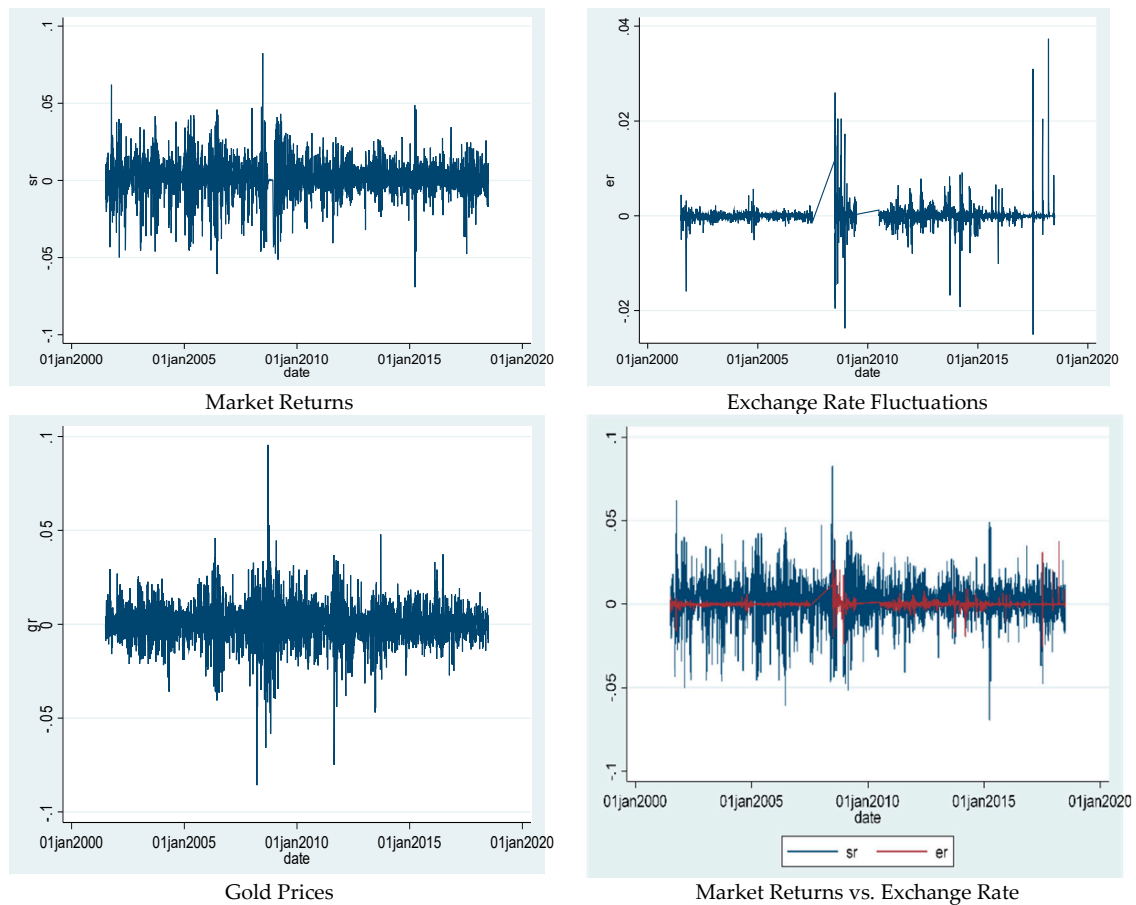 .1
.05
0
-.05
-.1
sr
01jan2000 01jan2005 01jan2010 01jan2015 01jan2020
date
Market Returns
.04
.02
0
-.02
er
01jan2000 01jan2005 01jan2010 01jan2015 01jan2020
date
Exchange Rate Fluctuations
.1
.05
0
-.05
-.1
gr
01jan2000 01jan2005 01jan2010 01jan2015 01jan2020
date
Gold Prices
.1
.05
0
-.05
-.1
01jan2000 01jan2005 01jan2010 01jan2015 01jan2020
date
sr er
Market Returns vs. Exchange Rate